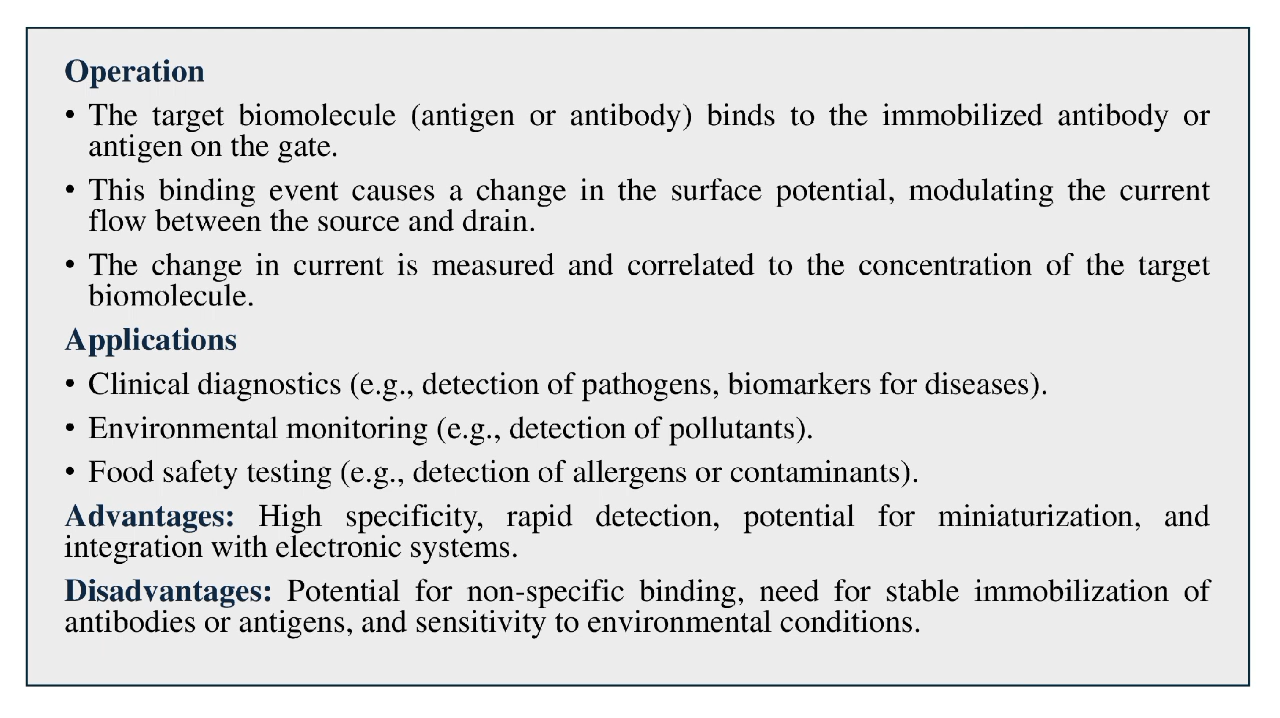 Operation
• The target biomolecule (antigen or antibody) binds to the immobilized antibody or
antigen on the gate.
• This binding event causes a change in the surface potential, modulating the current
flow between the source and drain.
• The change in current is measured and correlated to the concentration of the target
biomolecule.
Applications
• Clinical diagnostics (e.g., detection of pathogens, biomarkers for diseases).
• Environmental monitoring (e.g., detection of pollutants).
• Food safety testing (e.g., detection of allergens or contaminants).
Advantages: High specificity, rapid detection, potential for miniaturization, and
integration with electronic systems.
Disadvantages: Potential for non-specific binding, need for stable immobilization of
antibodies or antigens, and sensitivity to environmental conditions.